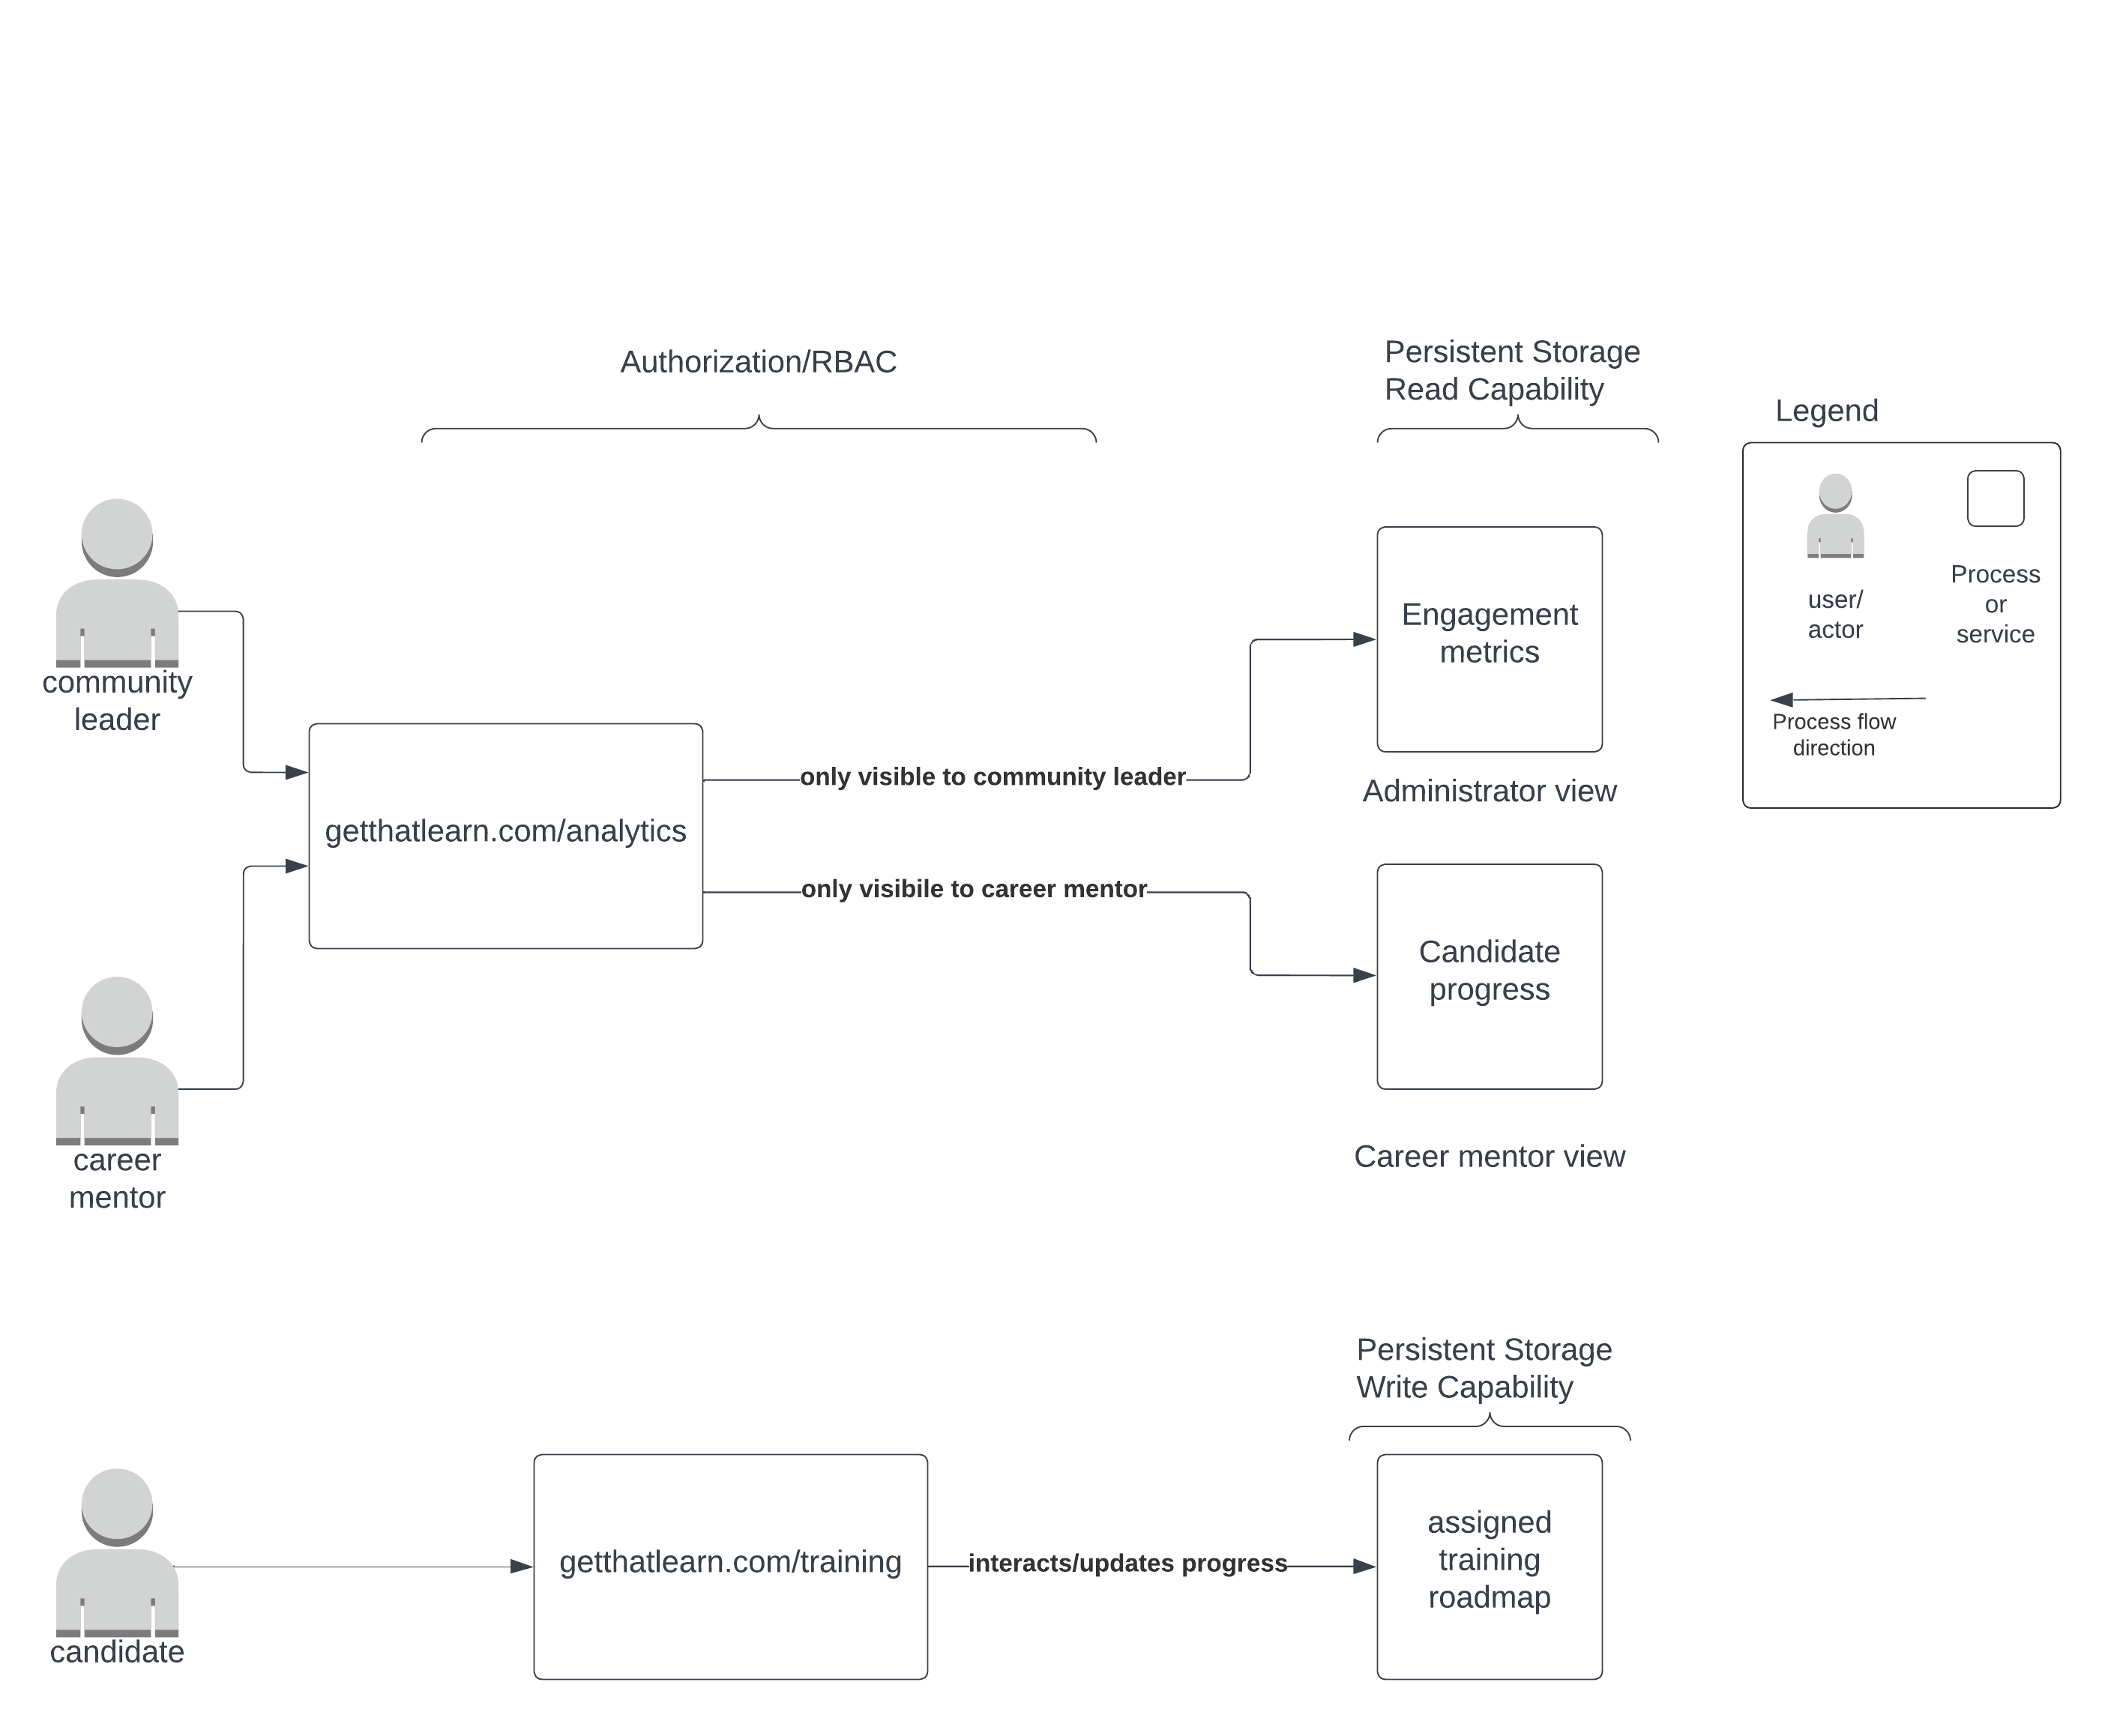 Authorization/RBAC
Persistent Storage
Read Capability
Legend
user/
actor
Process
or
service
Process flow
direction
community
leader
Engagement
metrics
only visible to community leader
Administrator view
getthatlearn.com/analytics
only visibile to career mentor
Candidate
progress
career
mentor
Career mentor view
Persistent Storage
Write Capability
getthatlearn.com/training
interacts/updates progress
assigned
training
roadmap
candidate